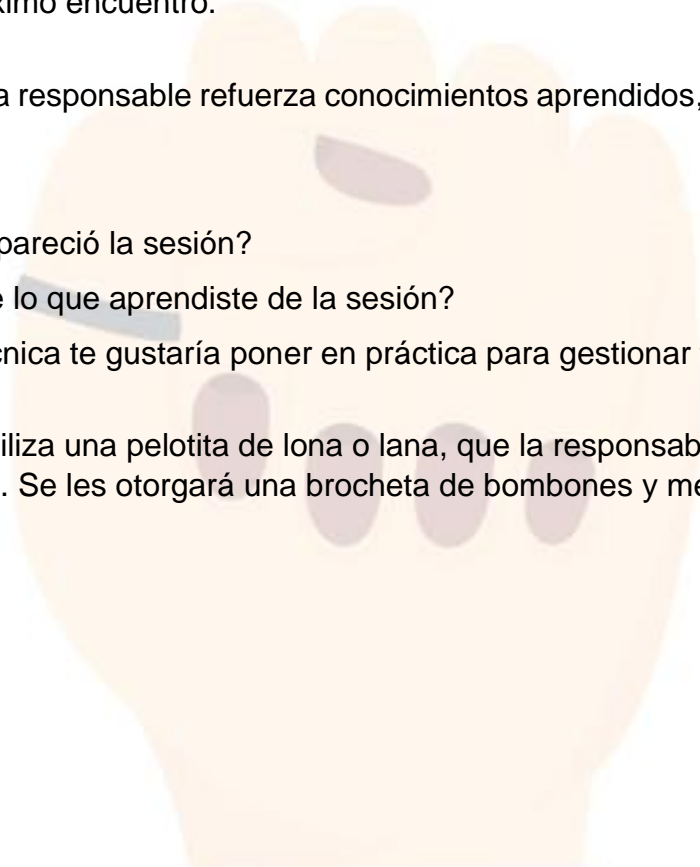 ximo encuentro.
a responsable refuerza conocimientos aprendidos,
pareció la sesión?
e lo que aprendiste de la sesión?
cnica te gustaría poner en práctica para gestionar
iliza una pelotita de lona o lana, que la responsab
. Se les otorgará una brocheta de bombones y me